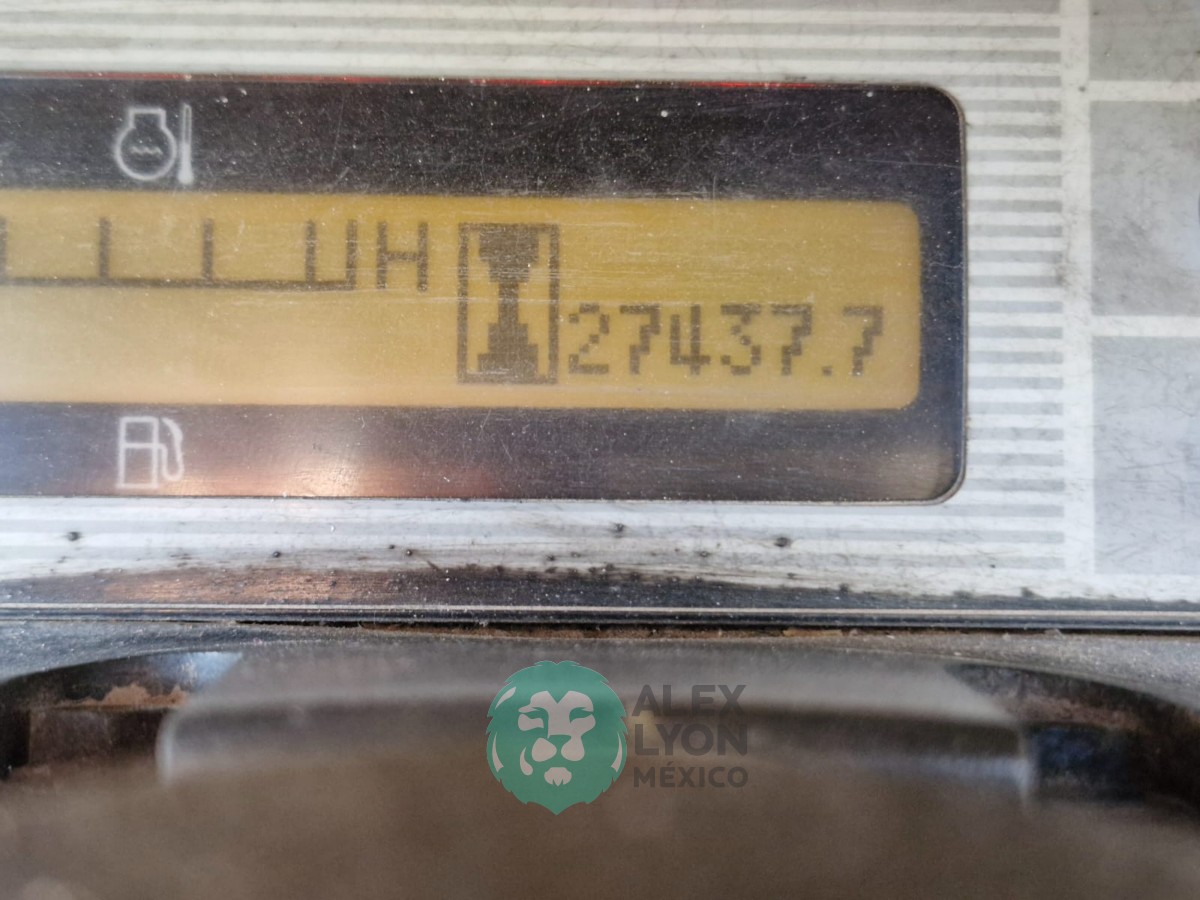 H
27437.7
ALEX
LYON
MÉXICO